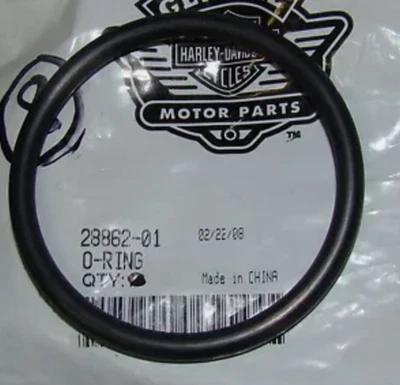 HARLEY-DAVIDSON
CYCLES
MOTOR PARTS
TM
28862-01 02/22/08
O-RING
QTY:
Made in CHINA